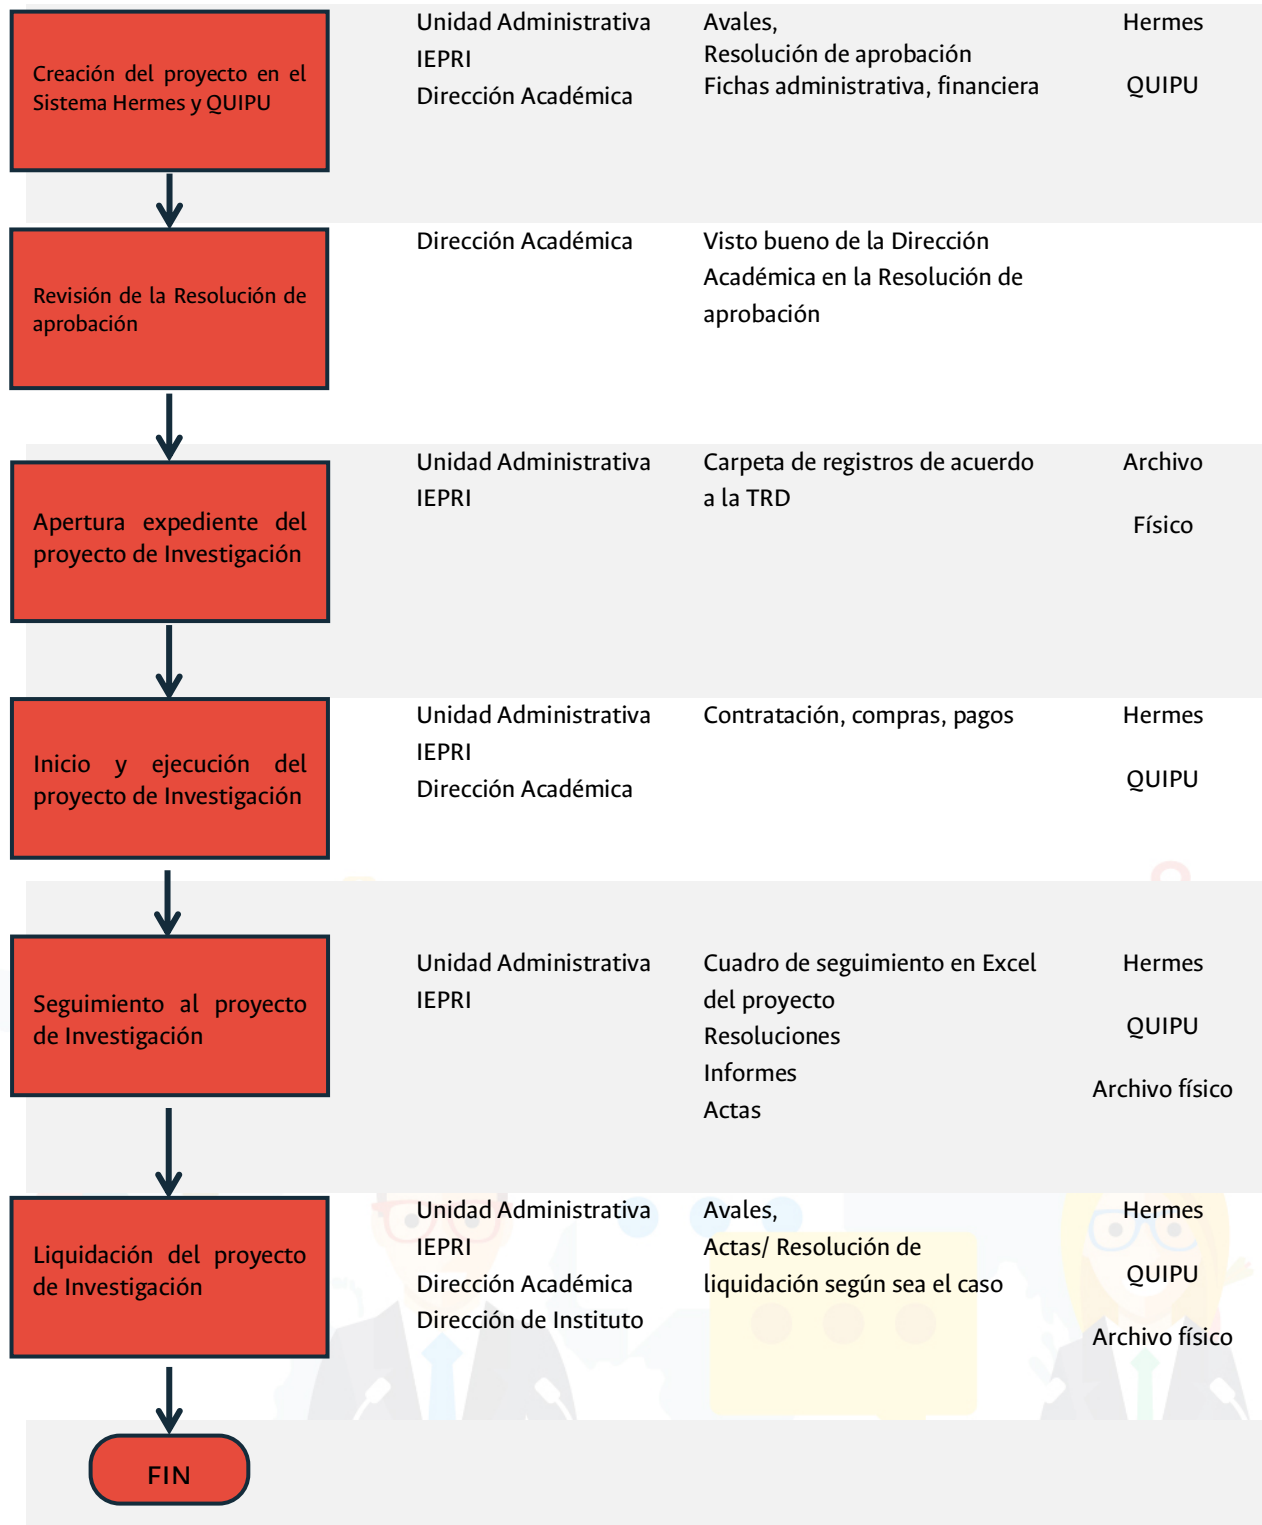 Creación del proyecto en el
Sistema Hermes y QUIPU
Unidad Administrativa
IEPRI
Dirección Académica
Avales,
Resolución de aprobación
Fichas administrativa, financiera
Hermes
QUIPU
Revisión de la Resolución de
aprobación
Dirección Académica
Visto bueno de la Dirección
Académica en la Resolución de
aprobación
Apertura expediente del
proyecto de Investigación
Unidad Administrativa
IEPRI
Carpeta de registros de acuerdo
a la TRD
Archivo
Físico
Inicio y ejecución del
proyecto de Investigación
Unidad Administrativa
IEPRI
Dirección Académica
Contratación, compras, pagos
Hermes
QUIPU
Seguimiento al proyecto
de Investigación
Unidad Administrativa
IEPRI
Cuadro de seguimiento en Excel
del proyecto
Resoluciones
Informes
Actas
Hermes
QUIPU
Archivo físico
Liquidación del proyecto
de Investigación
Unidad Administrativa
IEPRI
Dirección Académica
Dirección de Instituto
Avales,
Actas/ Resolución de
liquidación según sea el caso
Hermes
QUIPU
Archivo físico
FIN